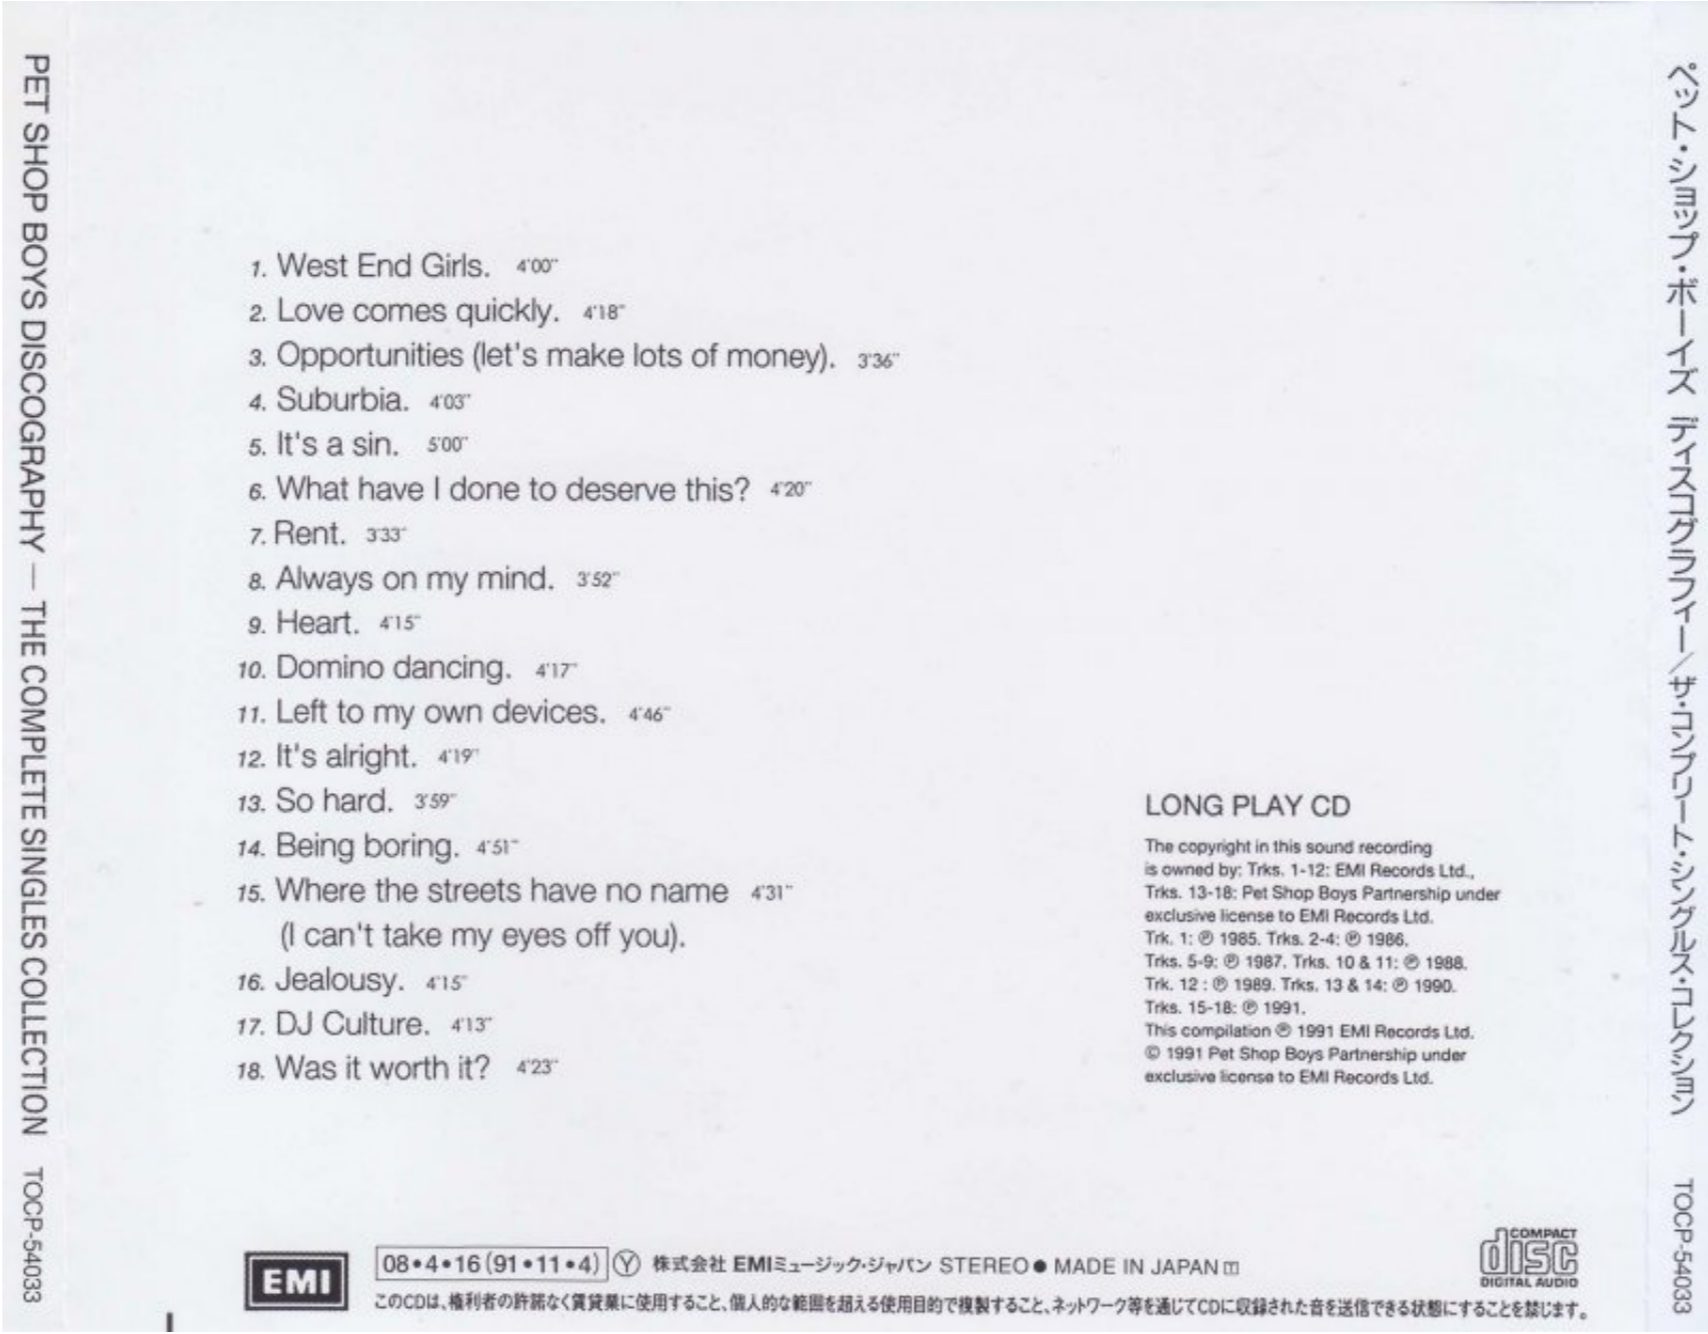 PET SHOP BOYS DISCOGRAPHY — THE COMPLETE SINGLES COLLECTION TOCP-54033
1. West End Girls. 4'00"
2. Love comes quickly. 4'18"
3. Opportunities (let's make lots of money). 3'36"
4. Suburbia. 4'03"
5. It's a sin. 5'00"
6. What have I done to deserve this? 4'20"
7. Rent. 3'33"
8. Always on my mind. 3'52"
9. Heart. 4'15"
10. Domino dancing. 4'17"
11. Left to my own devices. 4'46"
12. It's alright. 4'19"
13. So hard. 3'59"
14. Being boring. 4'51"
15. Where the streets have no name 4'31"
(I can't take my eyes off you).
16. Jealousy. 4'15"
17. DJ Culture. 4'13"
18. Was it worth it? 4'23"
LONG PLAY CD
The copyright in this sound recording
is owned by: Trks. 1-12: EMI Records Ltd.,
Trks. 13-18: Pet Shop Boys Partnership under
exclusive license to EMI Records Ltd.
Trk. 1: ℗ 1985. Trks. 2-4: ℗ 1986.
Trks. 5-9: ℗ 1987. Trks. 10 & 11: ℗ 1988.
Trk. 12 : ℗ 1989. Trks. 13 & 14: ℗ 1990.
Trks. 15-18: ℗ 1991.
This compilation ℗ 1991 EMI Records Ltd.
© 1991 Pet Shop Boys Partnership under
exclusive license to EMI Records Ltd.
EMI
08•4•16(91•11•4) Ⓨ 株式会社 EMIミュージック・ジャパン STEREO● MADE IN JAPAN
このCDは、権利者の許諾なく賃貸業に使用すること、個人的な範囲を超える使用目的で複製すること、ネットワーク等を通じてCDに収録された音を送信できる状態にすることを禁じます。
COMPACT
disc
DIGITAL AUDIO
ペット・ショップ・ボーイズ ディスコグラフィー/ザ・コンプリート・シングルス・コレクション TOCP-54033